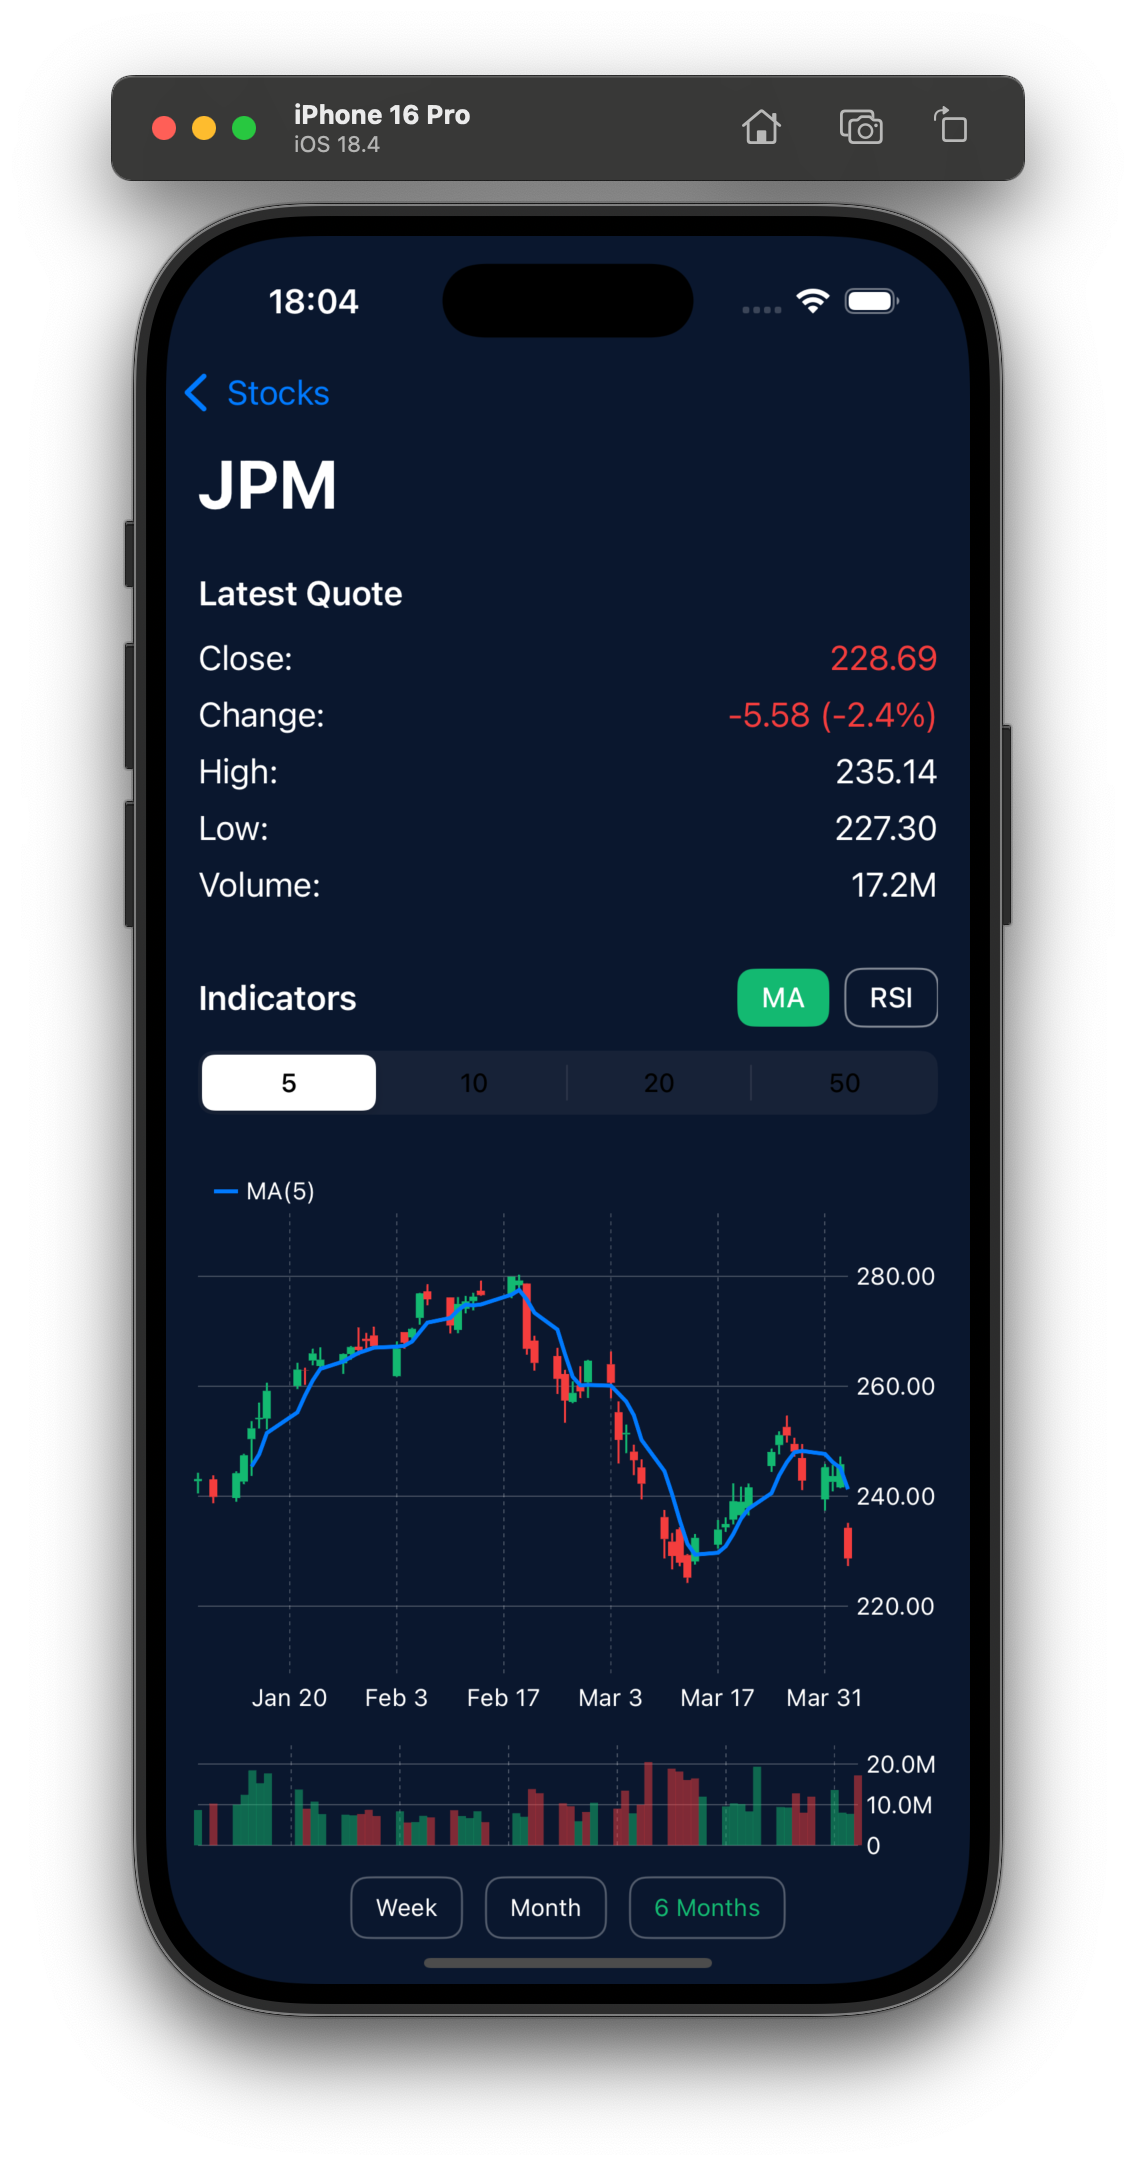 iPhone 16 Pro
iOS 18.4
18:04
Stocks
JPM
Latest Quote
Close: 228.69
Change: -5.58 (-2.4%)
High: 235.14
Low: 227.30
Volume: 17.2M
Indicators MA RSI
5 10 20 50
MA(5)
280.00
260.00
240.00
220.00
Jan 20 Feb 3 Feb 17 Mar 3 Mar 17 Mar 31
20.0M
10.0M
0
Week Month 6 Months